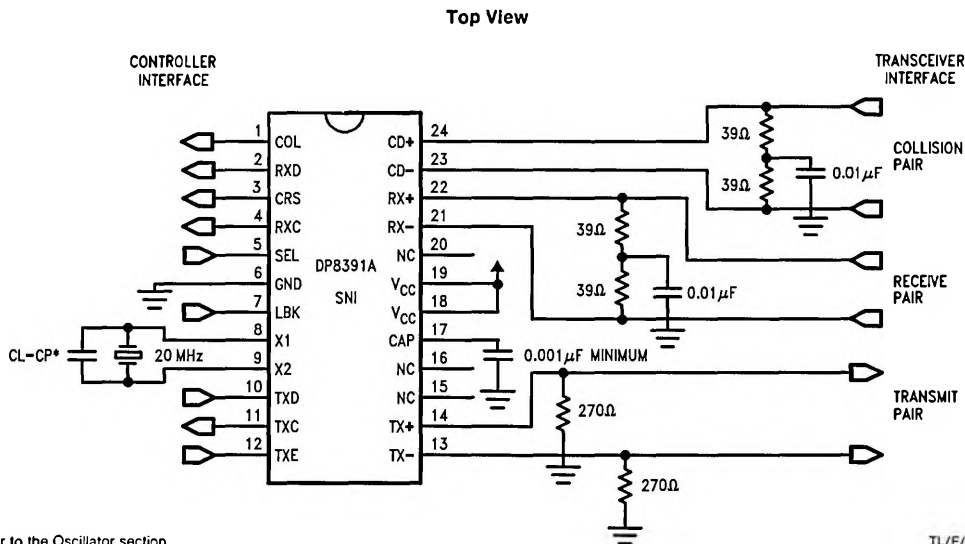 Top View
CONTROLLER
INTERFACE
TRANSCEIVER
INTERFACE
1 COL
2 RXD
3 CRS
4 RXC
5 SEL
6 GND
7 LBK
8 X1
9 X2
10 TXD
11 TXC
12 TXE
DP8391A
SNI
CD+ 24
CD- 23
RX+ 22
RX- 21
NC 20
VCC 19
VCC 18
CAP 17
NC 16
NC 15
TX+ 14
TX- 13
CL-CP*
20 MHz
39Ω
39Ω
0.01μF
COLLISION
PAIR
39Ω
39Ω
0.01μF
RECEIVE
PAIR
0.001μF MINIMUM
270Ω
270Ω
TRANSMIT
PAIR
r to the Oscillator section